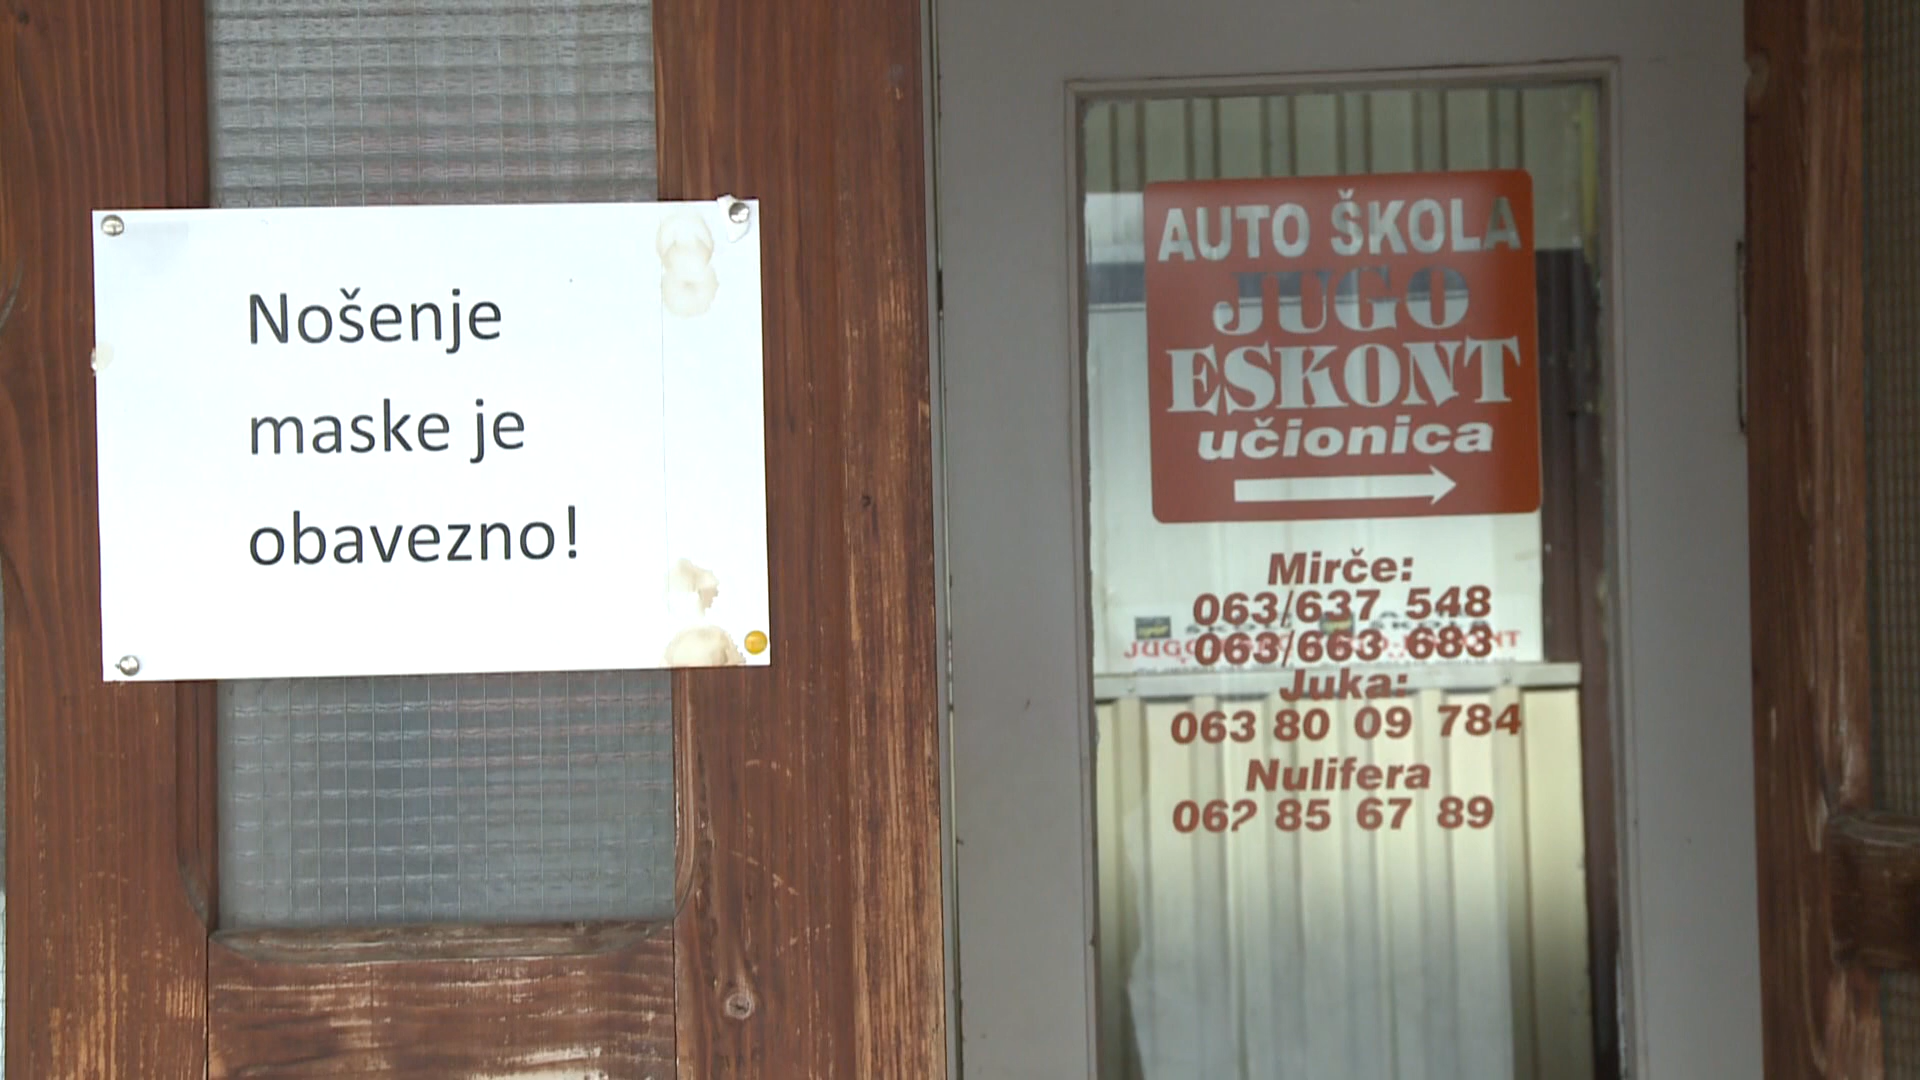 Nošenje
maske je
obavezno!
AUTO ŠKOLA
JUGO
ESKONT
učionica
Mirče:
063/637 548
063/663 683
Juka:
063 80 09 784
Nulifera
062 85 67 89